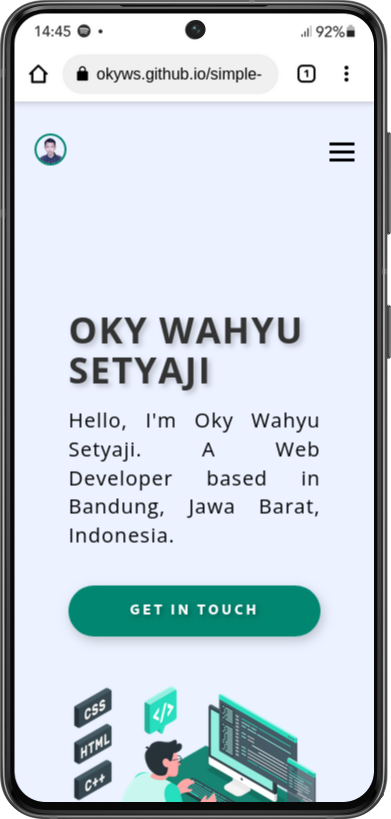 14:45 92%
okyws.github.io/simple-
1
OKY WAHYU
SETYAJI
Hello, I'm Oky Wahyu
Setyaji. A Web
Developer based in
Bandung, Jawa Barat,
Indonesia.
GET IN TOUCH
CSS
</>
HTML
C++